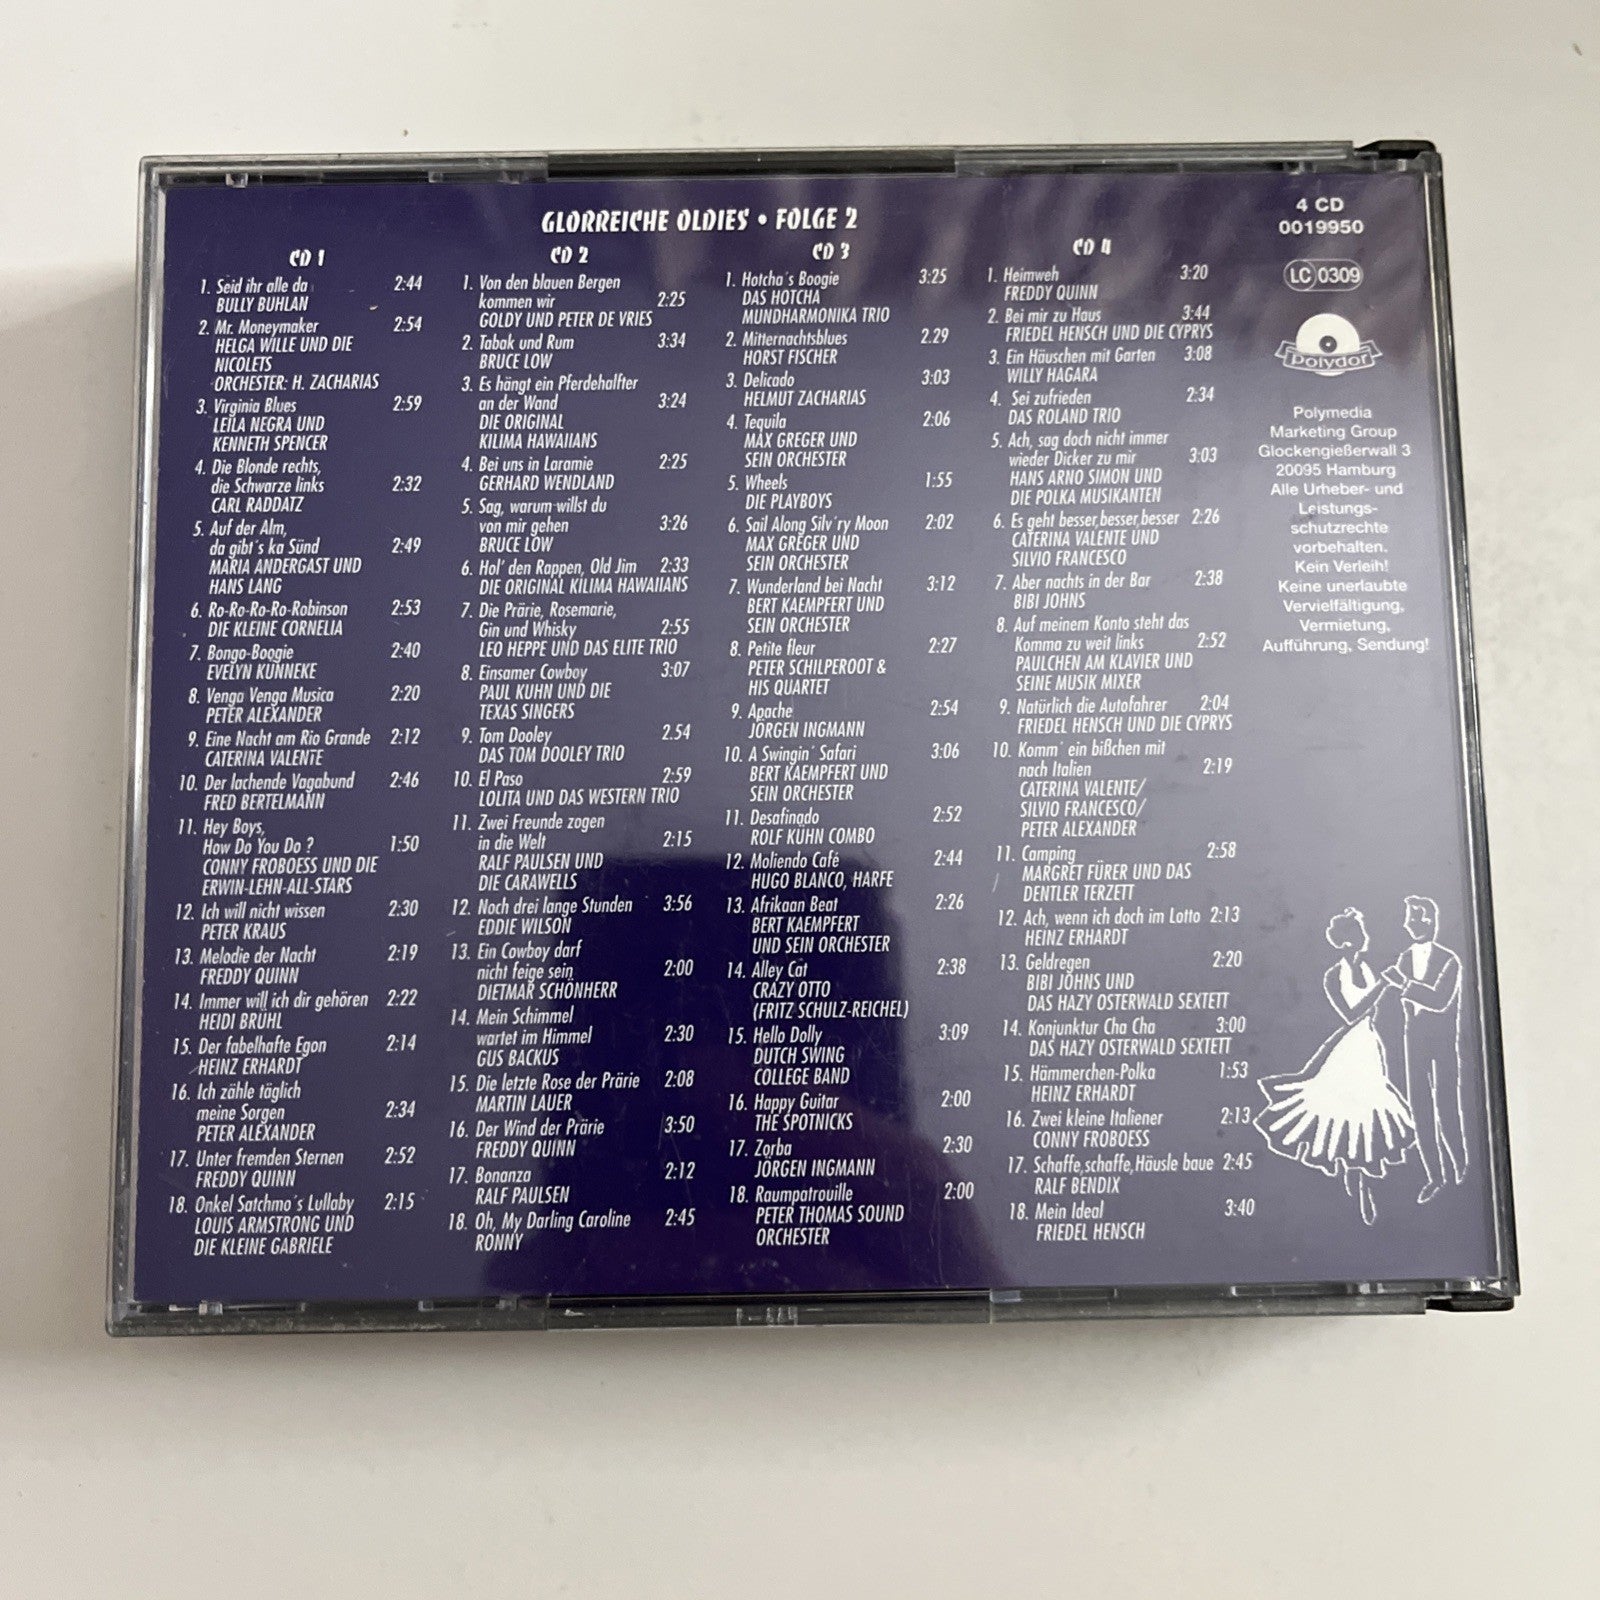 GLORREICHE OLDIES • FOLGE 2
CD 1
1. Seid ihr alle da 2:44
BULLY BUHLAN
2. Mr. Moneymaker 2:54
HELGA WILLE UND DIE
NICOLETS
ORCHESTER: H. ZACHARIAS
3. Virginia Blues 2:59
LEILA NEGRA UND
KENNETH SPENCER
4. Die Blonde rechts,
die Schwarze links 2:32
CARL RADDATZ
5. Auf der Alm,
da gibt´s ka Sünd 2:49
MARIA ANDERGAST UND
HANS LANG
6. Ro-Ro-Ro-Ro-Robinson 2:53
DIE KLEINE CORNELIA
7. Bongo-Boogie 2:40
EVELYN KÜNNEKE
8. Venga Venga Musica 2:20
PETER ALEXANDER
9. Eine Nacht am Rio Grande 2:12
CATERINA VALENTE
10. Der lachende Vagabund 2:46
FRED BERTELMANN
11. Hey Boys,
How Do You Do ? 1:50
CONNY FROBOESS UND DIE
ERWIN-LEHN-ALL-STARS
12. Ich will nicht wissen 2:30
PETER KRAUS
13. Melodie der Nacht 2:19
FREDDY QUINN
14. Immer will ich dir gehören 2:22
HEIDI BRÜHL
15. Der fabelhafte Egon 2:14
HEINZ ERHARDT
16. Ich zähle täglich
meine Sorgen 2:34
PETER ALEXANDER
17. Unter fremden Sternen 2:52
FREDDY QUINN
18. Onkel Satchmo´s Lullaby 2:15
LOUIS ARMSTRONG UND
DIE KLEINE GABRIELE
CD 2
1. Von den blauen Bergen
kommen wir 2:25
GOLDY UND PETER DE VRIES
2. Tabak und Rum 3:34
BRUCE LOW
3. Es hängt ein Pferdehalfter
an der Wand 3:24
DIE ORIGINAL
KILIMA HAWAIIANS
4. Bei uns in Laramie 2:25
GERHARD WENDLAND
5. Sag, warum willst du
von mir gehen 3:26
BRUCE LOW
6. Hol' den Rappen, Old Jim 2:33
DIE ORIGINAL KILIMA HAWAIIANS
7. Die Prärie, Rosemarie,
Gin und Whisky 2:55
LEO HEPPE UND DAS ELITE TRIO
8. Einsamer Cowboy 3:07
PAUL KUHN UND DIE
TEXAS SINGERS
9. Tom Dooley 2.54
DAS TOM DOOLEY TRIO
10. El Paso 2:59
LOLITA UND DAS WESTERN TRIO
11. Zwei Freunde zogen
in die Welt 2:15
RALF PAULSEN UND
DIE CARAWELLS
12. Noch drei lange Stunden 3:56
EDDIE WILSON
13. Ein Cowboy darf
nicht feige sein 2:00
DIETMAR SCHÖNHERR
14. Mein Schimmel
wartet im Himmel 2:30
GUS BACKUS
15. Die letzte Rose der Prärie 2:08
MARTIN LAUER
16. Der Wind der Prärie 3:50
FREDDY QUINN
17. Bonanza 2:12
RALF PAULSEN
18. Oh, My Darling Caroline 2:45
RONNY
CD 3
1. Hotcha´s Boogie 3:25
DAS HOTCHA
MUNDHARMONIKA TRIO
2. Mitternachtsblues 2.29
HORST FISCHER
3. Delicado 3:03
HELMUT ZACHARIAS
4. Tequila 2:06
MAX GREGER UND
SEIN ORCHESTER
5. Wheels 1:55
DIE PLAYBOYS
6. Sail Along Silv´ry Moon 2:02
MAX GREGER UND
SEIN ORCHESTER
7. Wunderland bei Nacht 3:12
BERT KAEMPFERT UND
SEIN ORCHESTER
8. Petite fleur 2:27
PETER SCHILPEROOT &
HIS QUARTET
9. Apache 2:54
JÖRGEN INGMANN
10. A Swingin´ Safari 3:06
BERT KAEMPFERT UND
SEIN ORCHESTER
11. Desafinado 2:52
ROLF KÜHN COMBO
12. Moliendo Café 2:44
HUGO BLANCO, HARFE
13. Afrikaan Beat 2:26
BERT KAEMPFERT
UND SEIN ORCHESTER
14. Alley Cat 2:38
CRAZY OTTO
(FRITZ SCHULZ-REICHEL)
15. Hello Dolly 3:09
DUTCH SWING
COLLEGE BAND
16. Happy Guitar 2:00
THE SPOTNICKS
17. Zorba 2:30
JÖRGEN INGMANN
18. Raumpatrouille 2:00
PETER THOMAS SOUND
ORCHESTER
CD 4
1. Heimweh 3:20
FREDDY QUINN
2. Bei mir zu Haus 3:44
FRIEDEL HENSCH UND DIE CYPRYS
3. Ein Häuschen mit Garten 3:08
WILLY HAGARA
4. Sei zufrieden 2:34
DAS ROLAND TRIO
5. Ach, sag doch nicht immer
wieder Dicker zu mir 3:03
HANS ARNO SIMON UND
DIE POLKA MUSIKANTEN
6. Es geht besser,besser,besser 2:26
CATERINA VALENTE UND
SILVIO FRANCESCO
7. Aber nachts in der Bar 2:38
BIBI JOHNS
8. Auf meinem Konto steht das
Komma zu weit links 2:52
PAULCHEN AM KLAVIER UND
SEINE MUSIK MIXER
9. Natürlich die Autofahrer 2:04
FRIEDEL HENSCH UND DIE CYPRYS
10. Komm´ ein bißchen mit
nach Italien 2:19
CATERINA VALENTE/
SILVIO FRANCESCO/
PETER ALEXANDER
11. Camping 2:58
MARGRET FÜRER UND DAS
DENTLER TERZETT
12. Ach, wenn ich doch im Lotto 2:13
HEINZ ERHARDT
13. Geldregen 2:20
BIBI JOHNS UND
DAS HAZY OSTERWALD SEXTETT
14. Konjunktur Cha Cha 3:00
DAS HAZY OSTERWALD SEXTETT
15. Hämmerchen-Polka 1:53
HEINZ ERHARDT
16. Zwei kleine Italiener 2:13
CONNY FROBOESS
17. Schaffe,schaffe,Häusle baue 2:45
RALF BENDIX
18. Mein Ideal 3:40
FRIEDEL HENSCH
4 CD
0019950
LC 0309
Polydor
Polymedia
Marketing Group
Glockengießerwall 3
20095 Hamburg
Alle Urheber- und
Leistungs-
schutzrechte
vorbehalten.
Kein Verleih!
Keine unerlaubte
Vervielfältigung,
Vermietung,
Aufführung, Sendung!